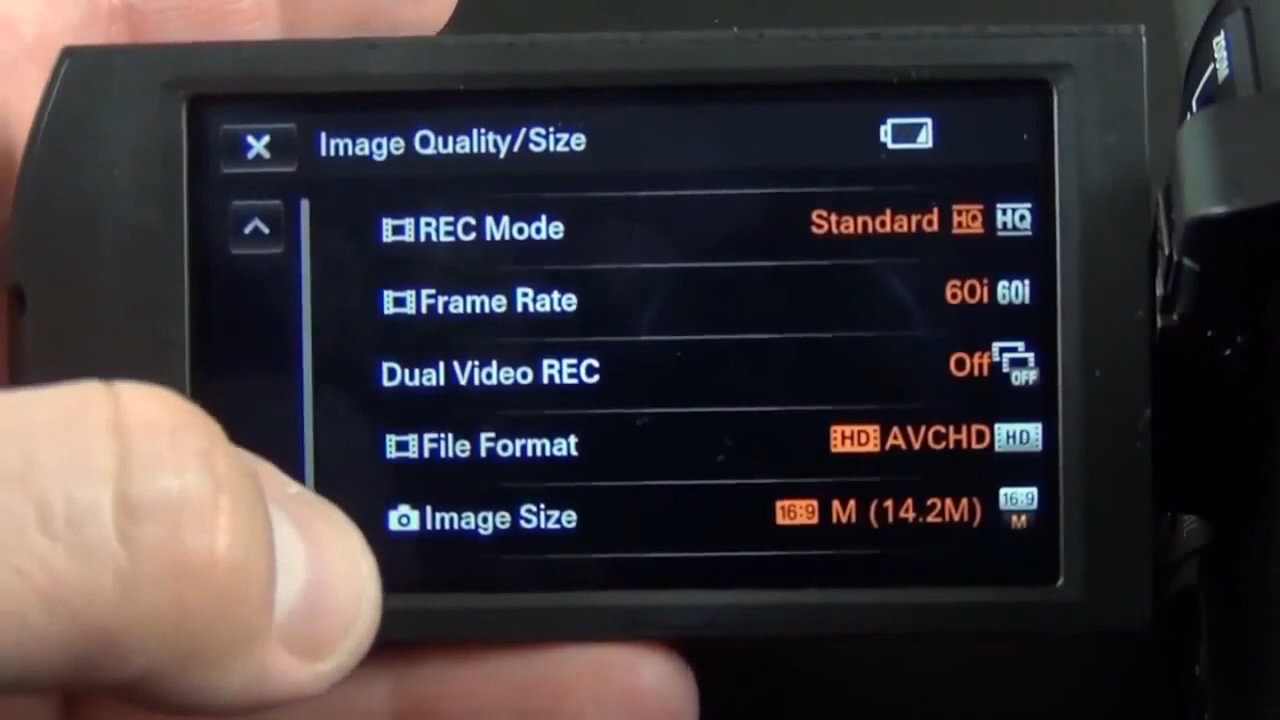 ZOOM
Image Quality/Size
REC Mode Standard HQ HQ
Frame Rate 60i 60i
Dual Video REC Off OFF
File Format HD AVCHD HD
Image Size 16:9 M (14.2M) 16:9 M